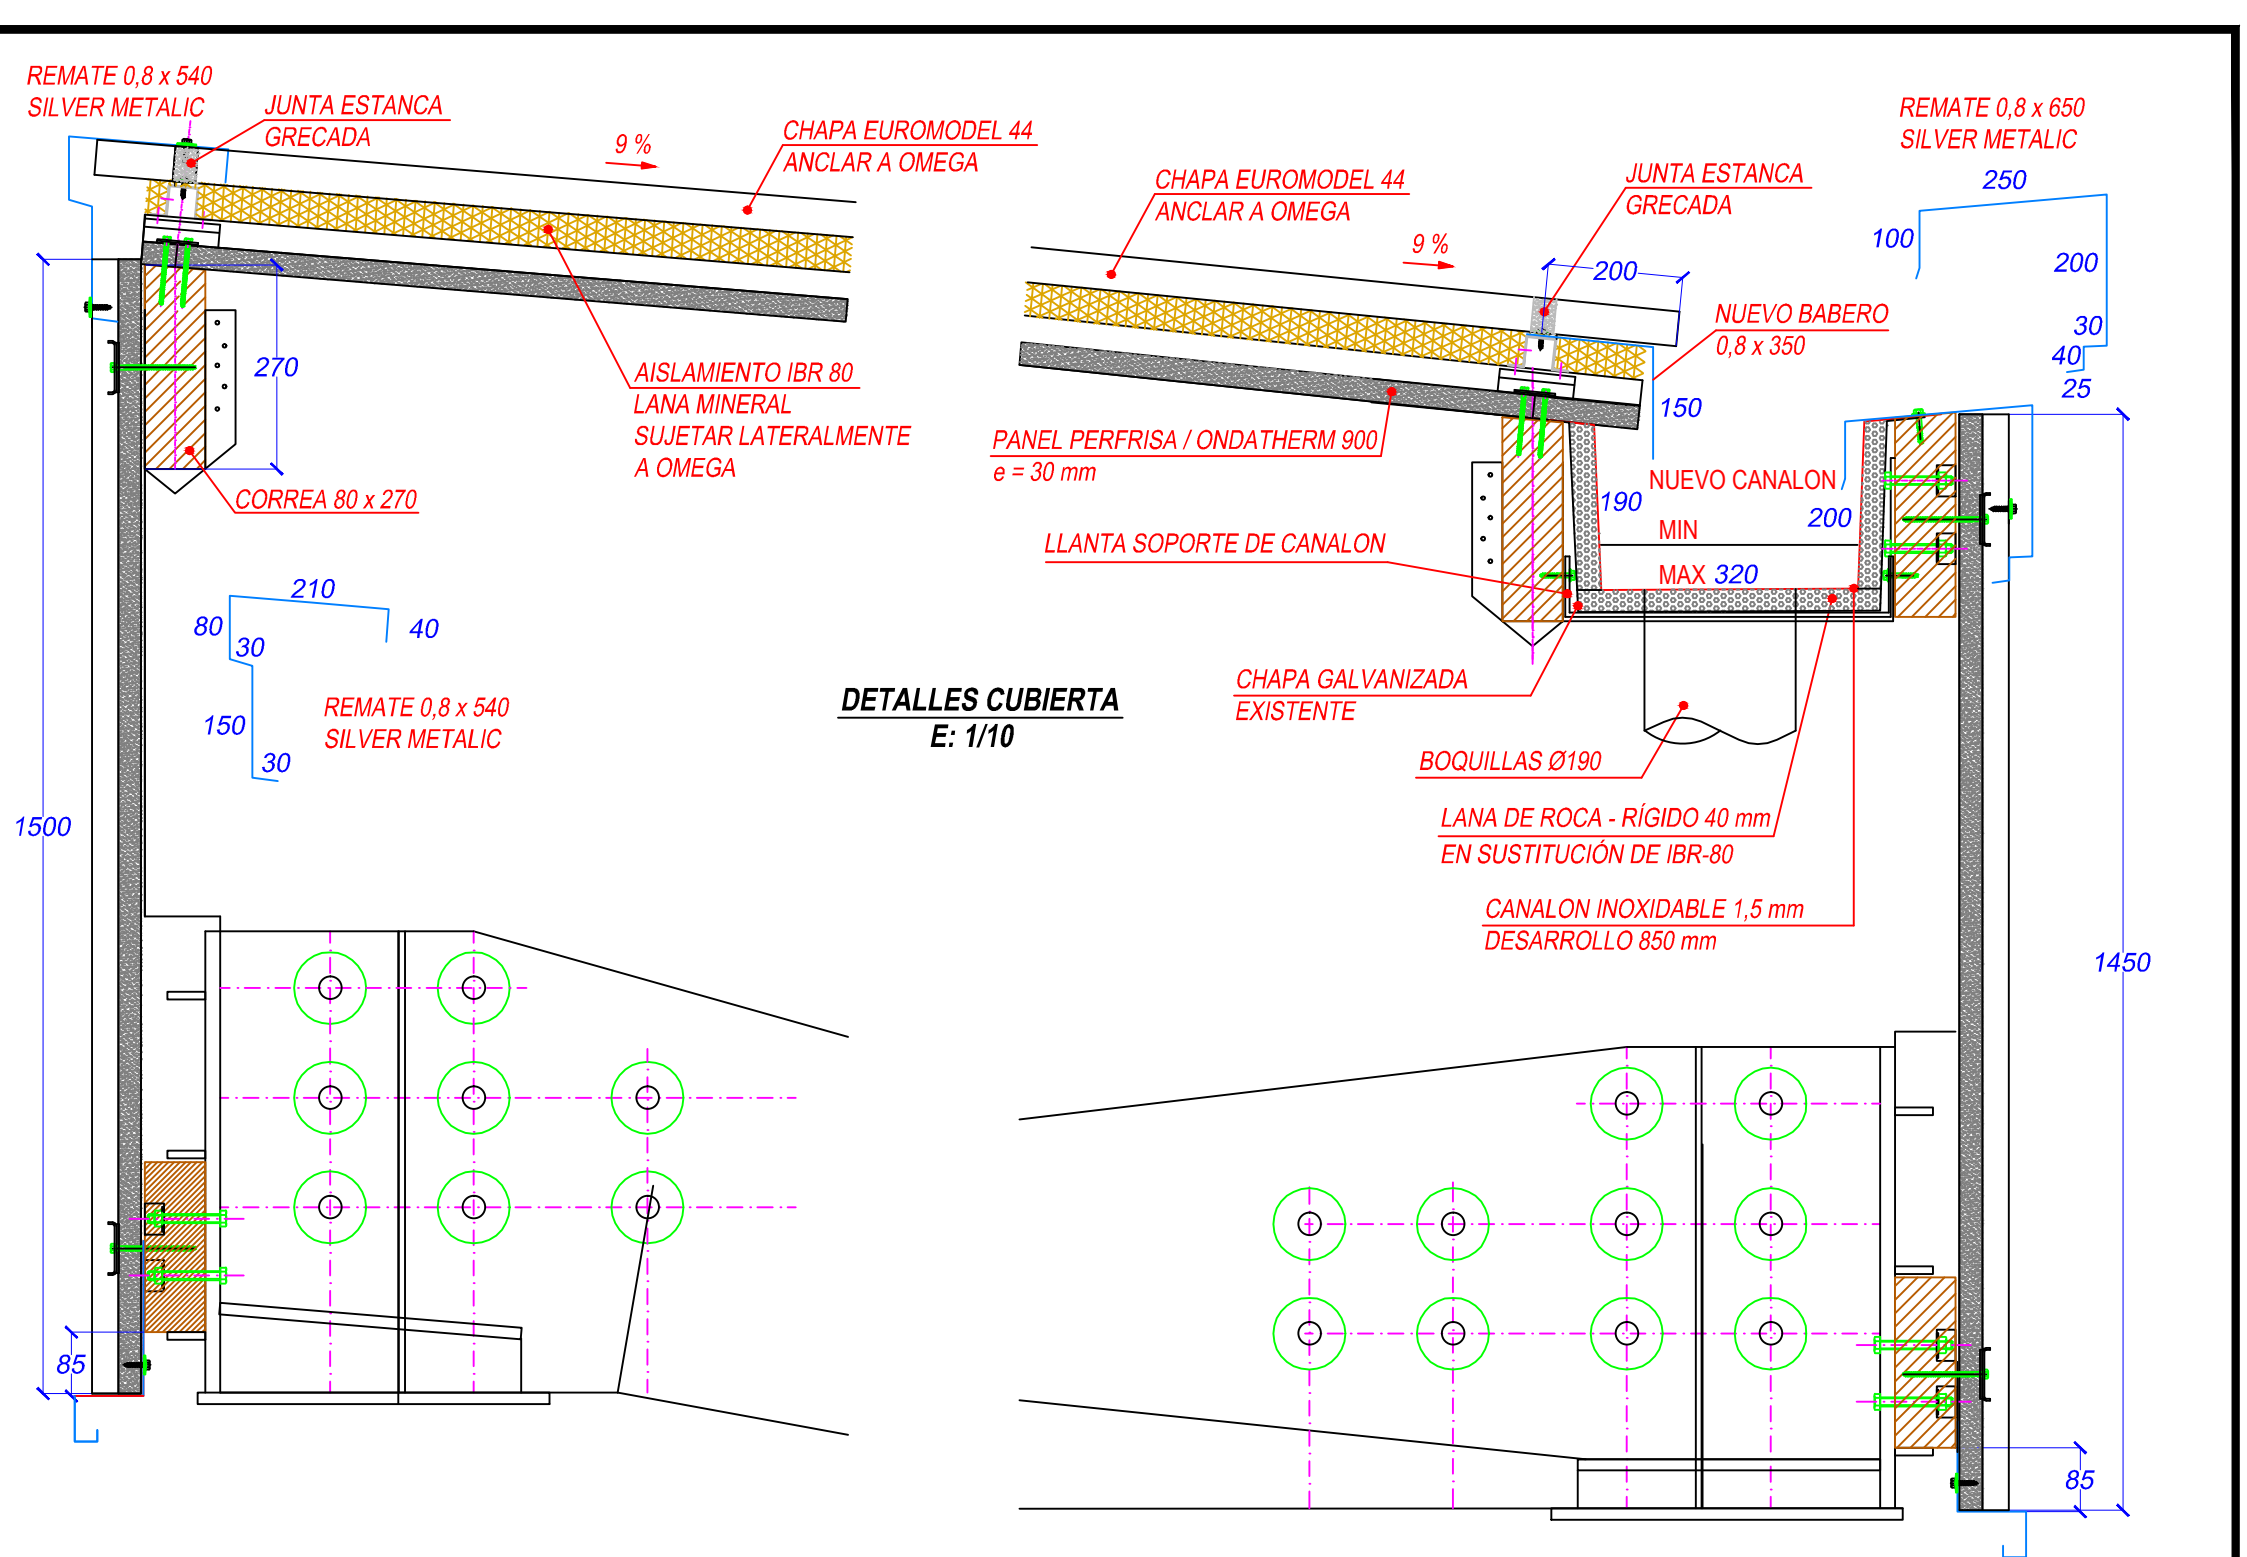 REMATE 0,8 x 540
SILVER METALIC
JUNTA ESTANCA
GRECADA
9 %
CHAPA EUROMODEL 44
ANCLAR A OMEGA
270
AISLAMIENTO IBR 80
LANA MINERAL
SUJETAR LATERALMENTE
A OMEGA
CORREA 80 x 270
210
80
30
40
150
30
REMATE 0,8 x 540
SILVER METALIC
1500
85
DETALLES CUBIERTA
E: 1/10
CHAPA EUROMODEL 44
ANCLAR A OMEGA
9 %
JUNTA ESTANCA
GRECADA
200
NUEVO BABERO
0,8 x 350
150
REMATE 0,8 x 650
SILVER METALIC
250
100
200
30
40
25
PANEL PERFRISA / ONDATHERM 900
e = 30 mm
NUEVO CANALON
190
200
MIN
MAX 320
LLANTA SOPORTE DE CANALON
CHAPA GALVANIZADA
EXISTENTE
BOQUILLAS Ø190
LANA DE ROCA - RÍGIDO 40 mm
EN SUSTITUCIÓN DE IBR-80
CANALON INOXIDABLE 1,5 mm
DESARROLLO 850 mm
1450
85